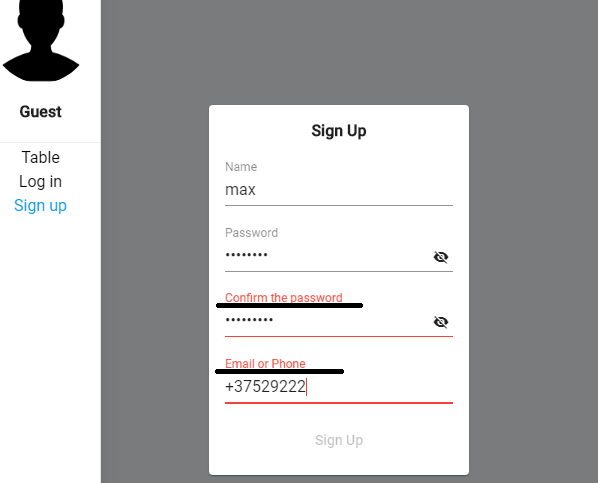 Guest
Table
Log in
Sign up
Sign Up
Name
max
Password
••••••••
Confirm the password
•••••••••
Email or Phone
+37529222
Sign Up